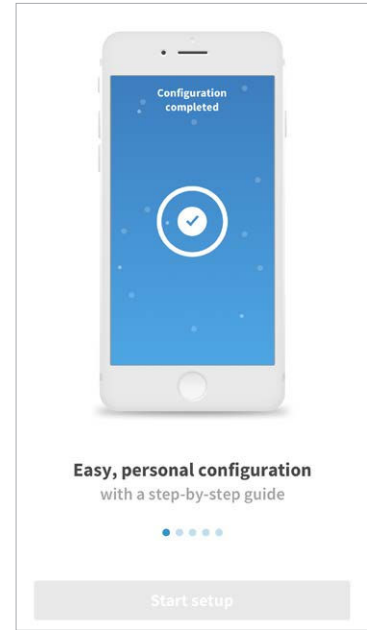 Configuration
completed
Easy, personal configuration
with a step-by-step guide
Start setup